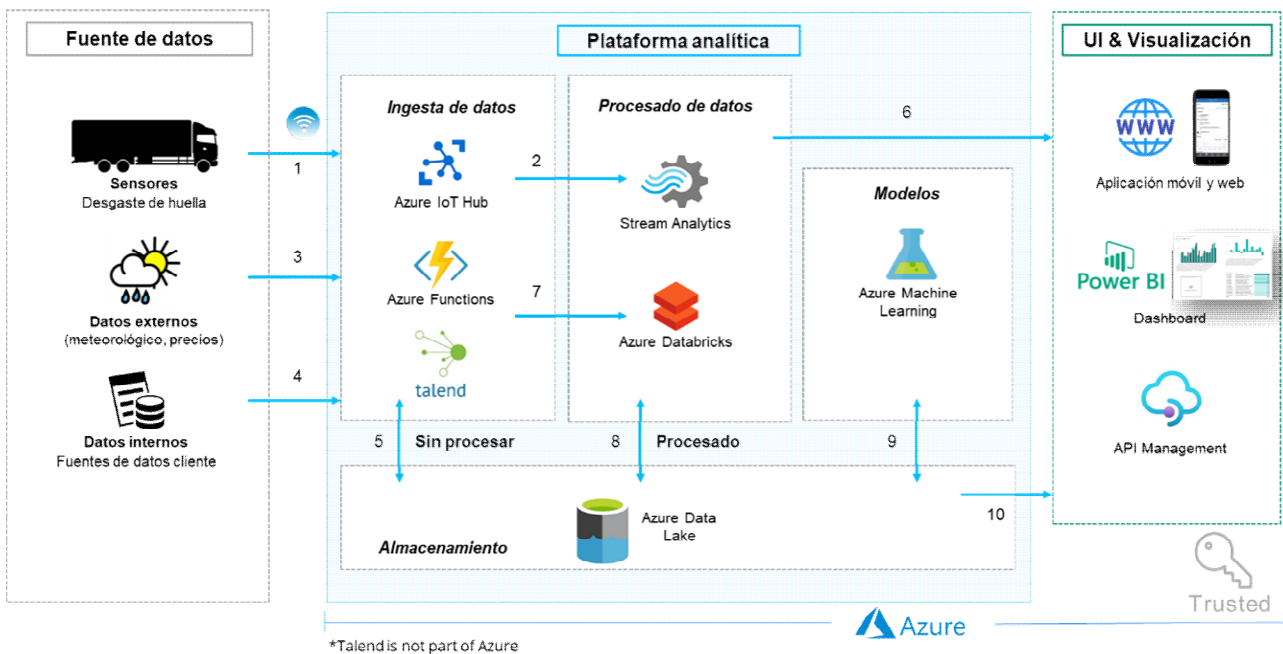 Fuente de datos
Sensores
Desgaste de huella
Datos externos
(meteorológico, precios)
Datos internos
Fuentes de datos cliente
1
3
4
Plataforma analítica
Ingesta de datos
Azure IoT Hub
Azure Functions
talend
2
7
Procesado de datos
Stream Analytics
Azure Databricks
6
Modelos
Azure Machine
Learning
5
Sin procesar
8
Procesado
9
Azure Data
Lake
Almacenamiento
10
UI & Visualización
WWW
Aplicación móvil y web
Power BI
Dashboard
API Management
Trusted
Azure
*Talend is not part of Azure